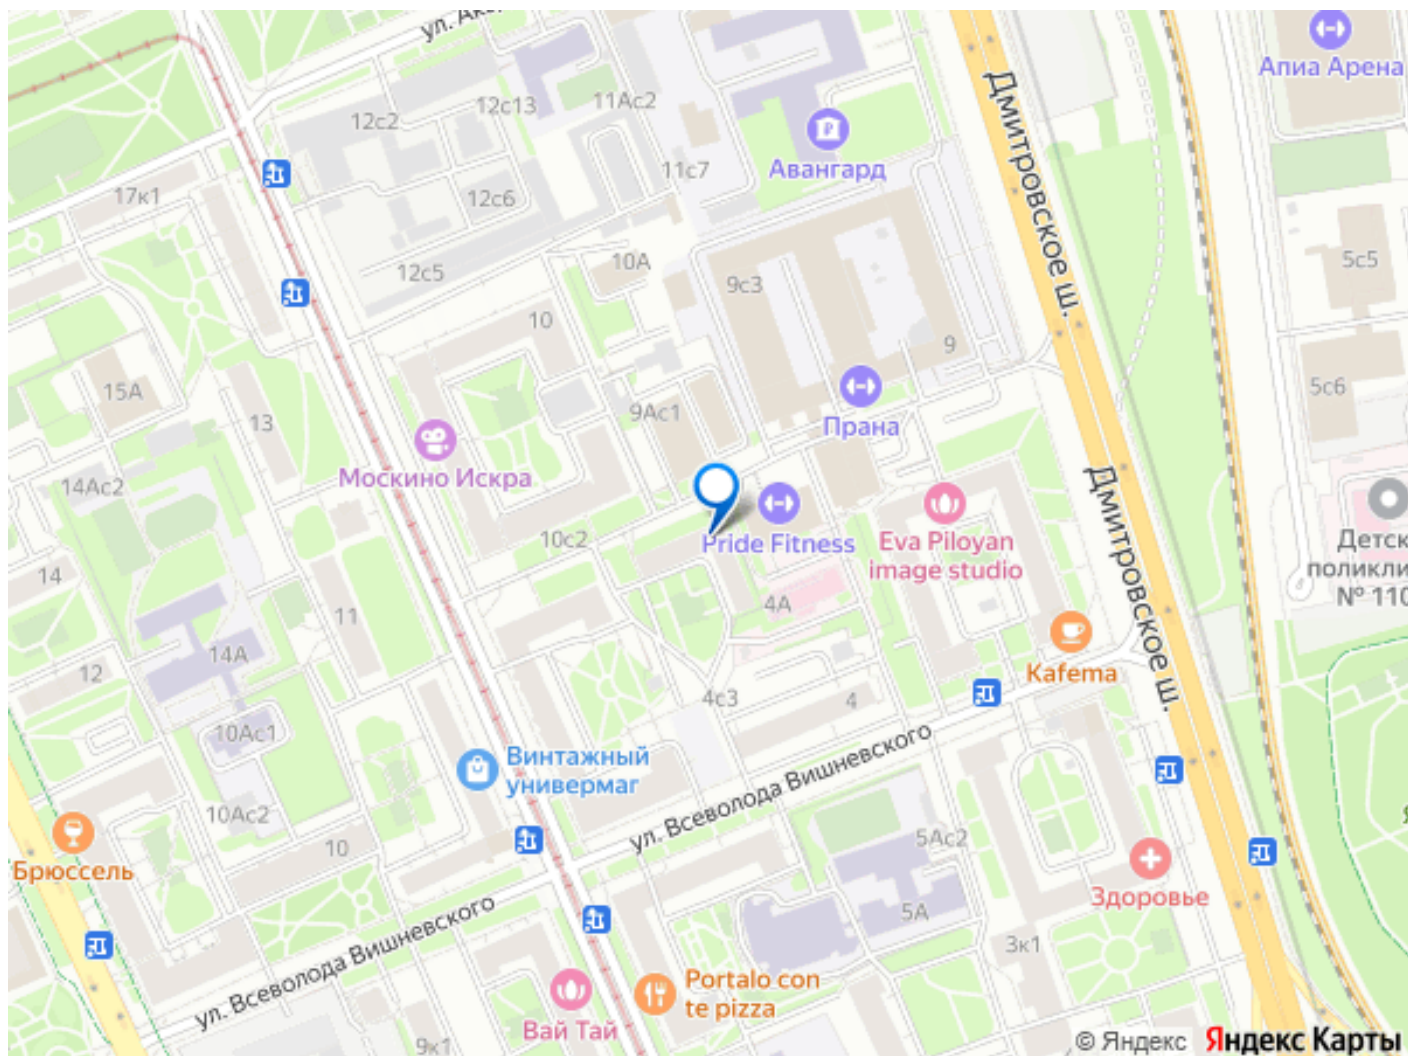 ул. Ак
Апиа Арена
12с13
11Ас2
12с2
Дмитровское ш.
Авангард
11с7
17к1
12с6
10А
12с5
9с3
5с5
10
9
15А
5с6
13
9Ас1
Прана
Москино Искра
14Ас2
10с2
Pride Fitness
Eva Piloyan
image studio
Дмитровское ш.
Детск
поликли
№ 110
14
4А
11
14А
12
Kafema
4с3
4
10Ас1
Винтажный
универмаг
ул. Всеволода Вишневского
10Ас2
10
5Ас2
Брюссель
Здоровье
5А
3к1
ул. Всеволода Вишневского
Portalo con
te pizza
Вай Тай
9к1
© Яндекс Яндекс Карты